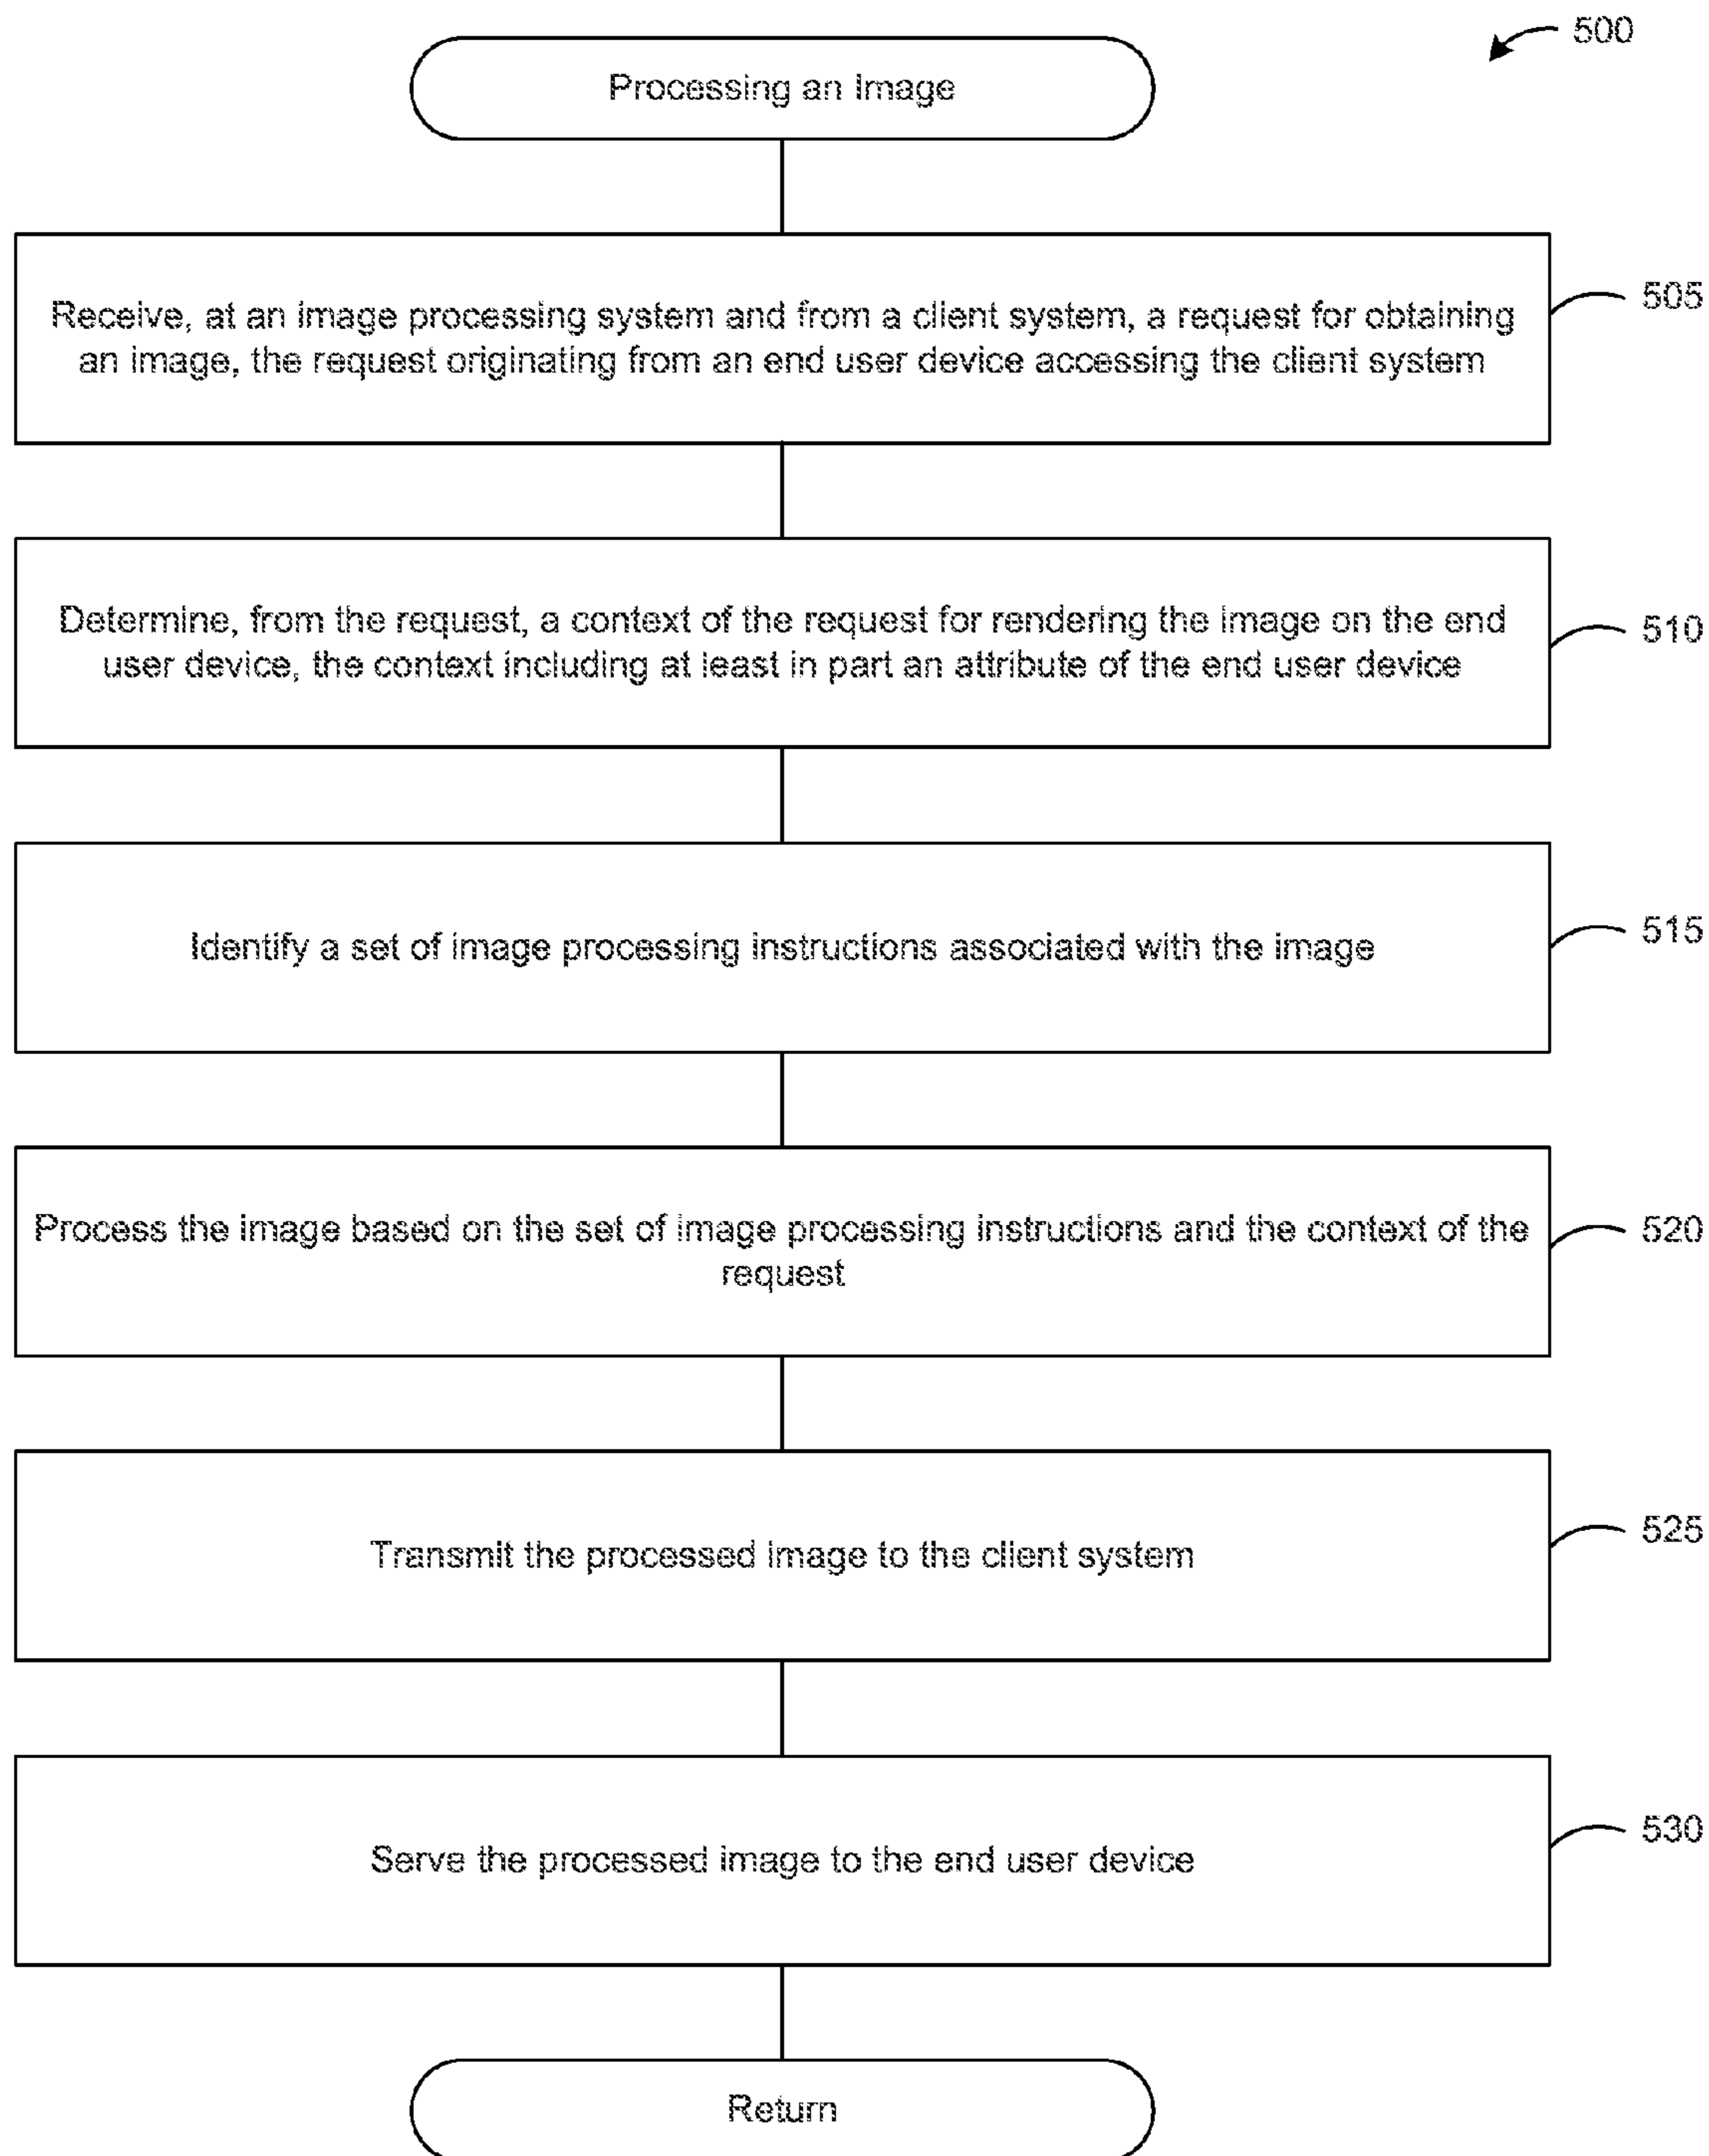 500
Processing an Image
Receive, at an image processing system and from a client system, a request for obtaining
an image, the request originating from an end user device accessing the client system
505
Determine, from the request, a context of the request for rendering the image on the end
user device, the context including at least in part an attribute of the end user device
510
Identify a set of image processing instructions associated with the image
515
Process the image based on the set of image processing instructions and the context of the
request
520
Transmit the processed image to the client system
525
Serve the processed image to the end user device
530
Return